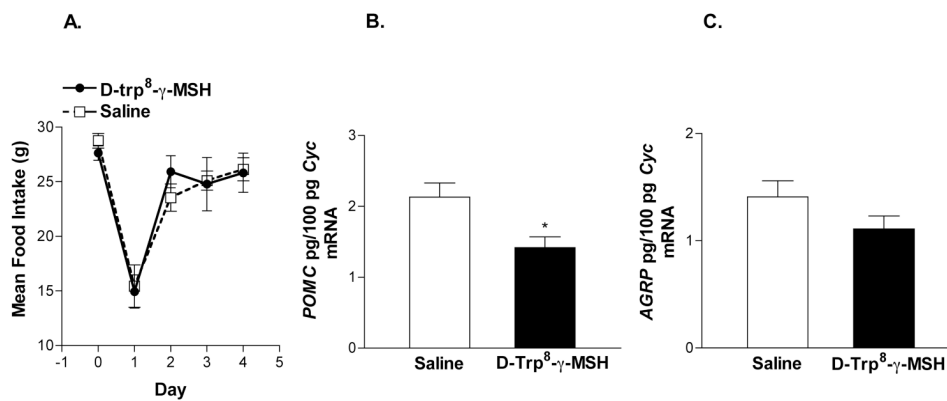 A.
D-trp⁸-γ-MSH
Saline
Mean Food Intake (g)
30
25
20
15
10
-1 0 1 2 3 4 5
Day
B.
POMC pg/100 pg Cyc
mRNA
3
2
1
0
*
Saline D-Trp⁸-γ-MSH
C.
AGRP pg/100 pg Cyc
mRNA
2
1
0
Saline D-Trp⁸-γ-MSH